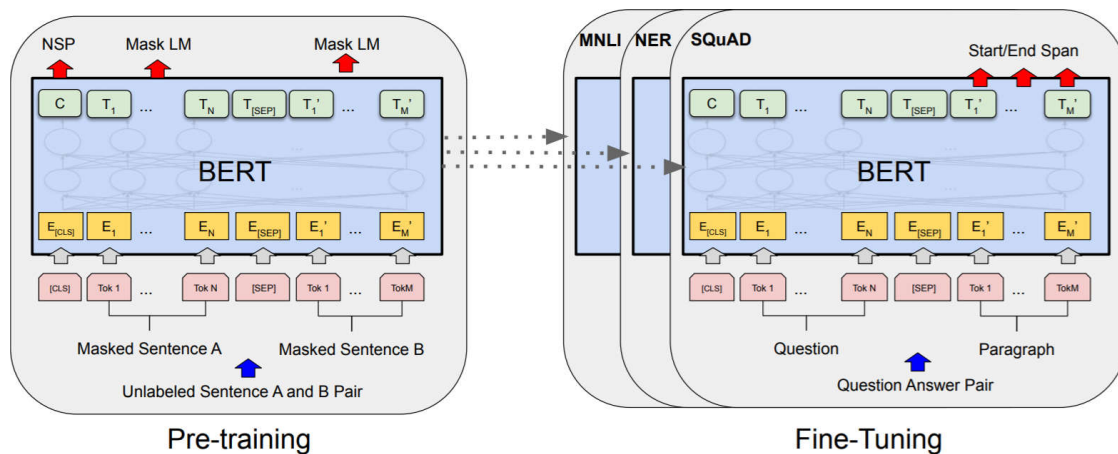 NSP Mask LM Mask LM
C T1 ... TN T[SEP] T1' ... TM'
BERT
E[CLS] E1 ... EN E[SEP] E1' ... EM'
[CLS] Tok 1 ... Tok N [SEP] Tok 1 ... TokM
Masked Sentence A Masked Sentence B
Unlabeled Sentence A and B Pair
Pre-training
MNLI NER SQuAD
Start/End Span
C T1 ... TN T[SEP] T1' ... TM'
BERT
E[CLS] E1 ... EN E[SEP] E1' ... EM'
[CLS] Tok 1 ... Tok N [SEP] Tok 1 ... TokM
Question Paragraph
Question Answer Pair
Fine-Tuning